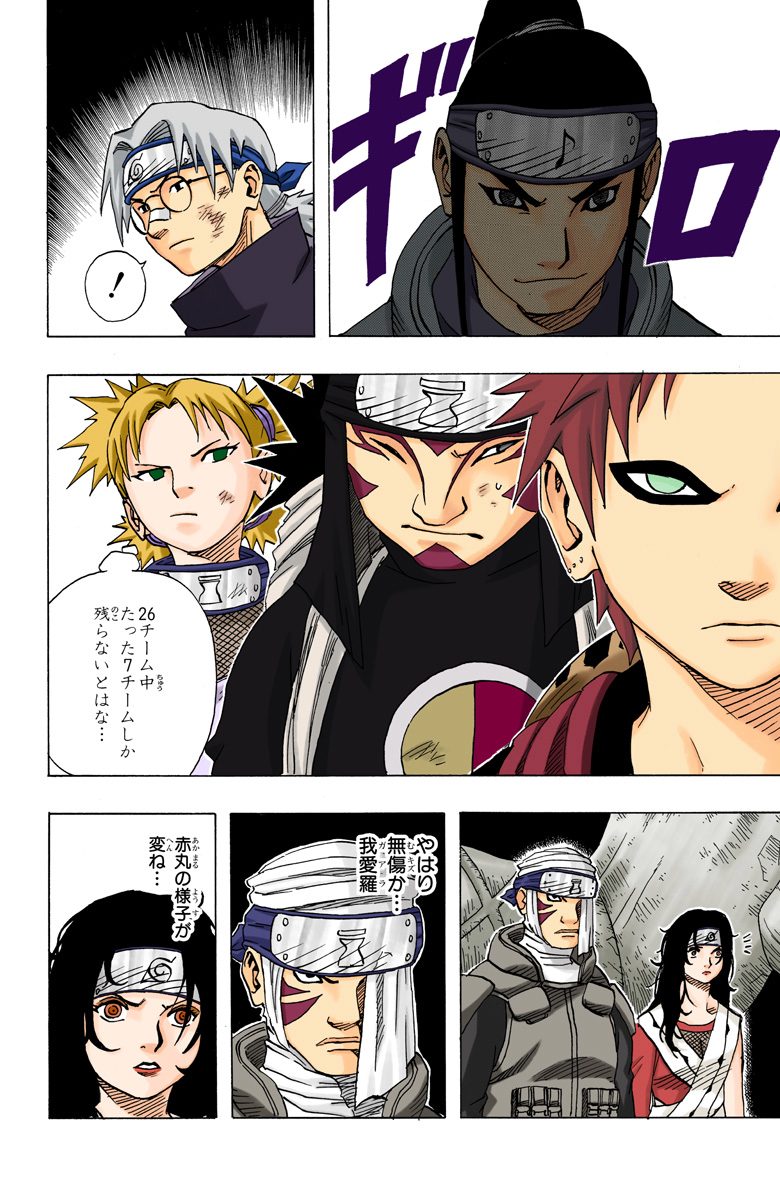 ギロ
!
26チーム中
たった7チームしか
残らないとはな…
やはり
無傷か…
我愛羅
赤丸の様子が
変ね…